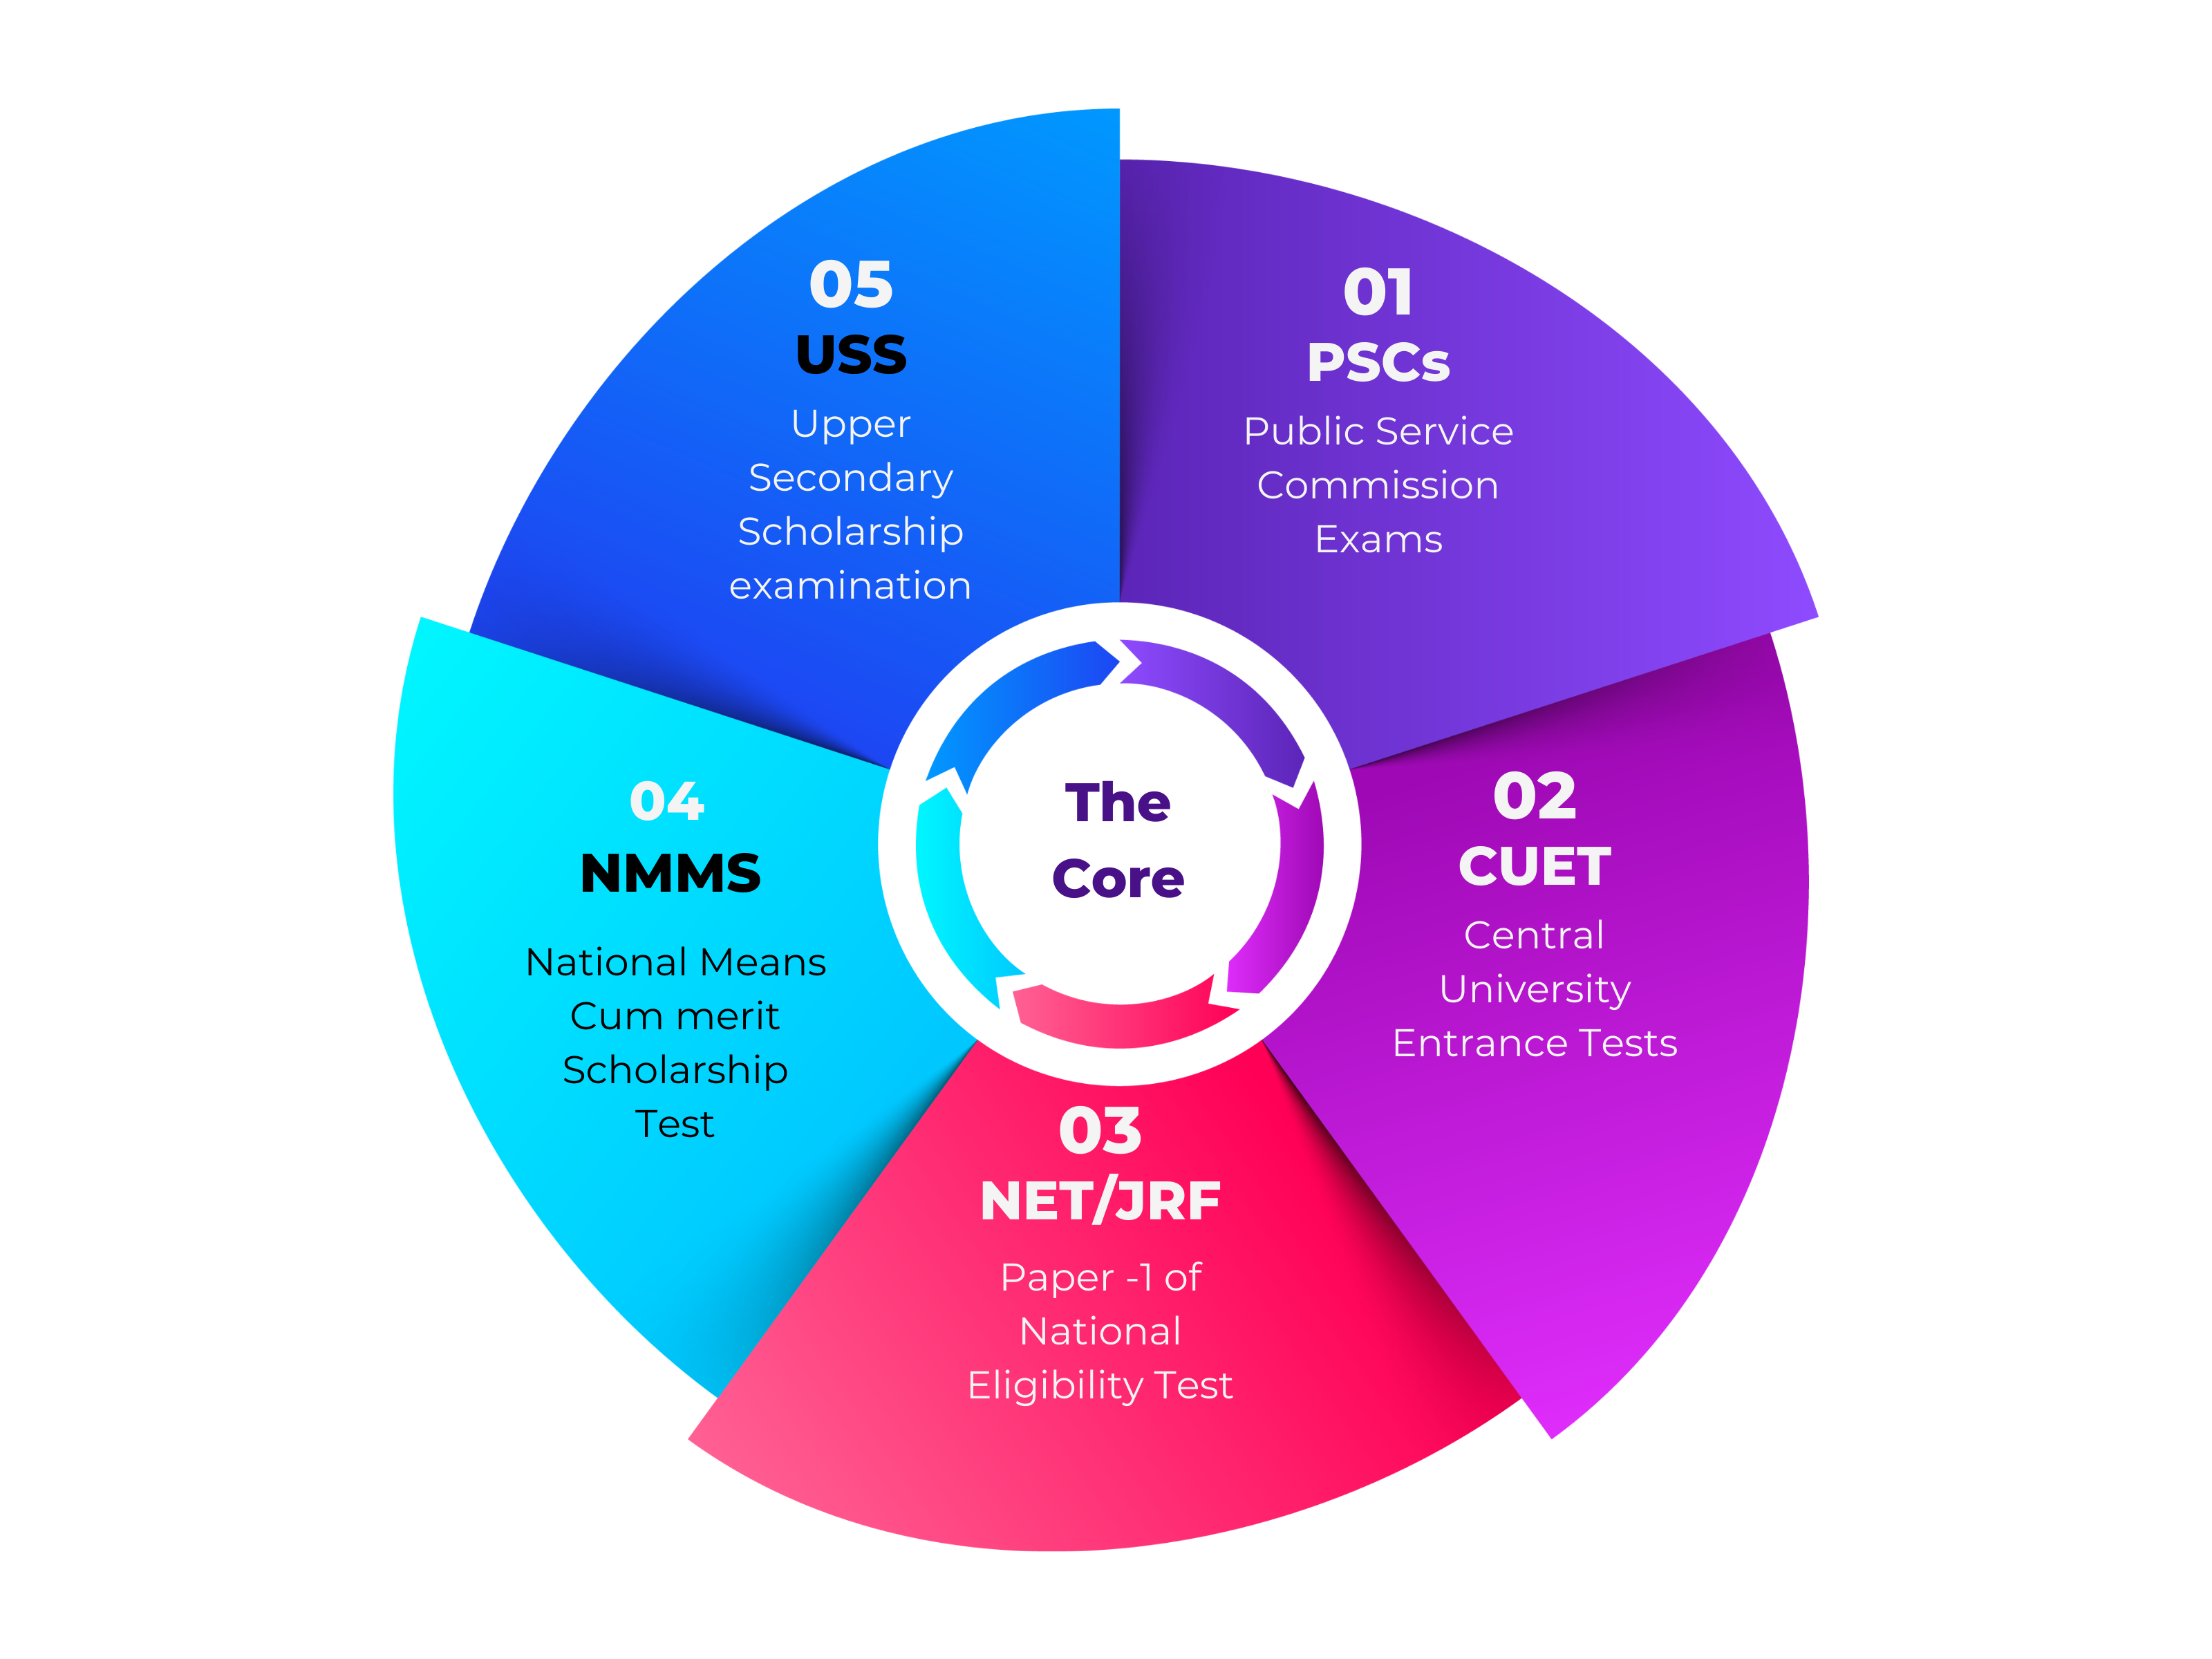 The
Core
01
PSCs
Public Service
Commission
Exams
02
CUET
Central
University
Entrance Tests
03
NET/JRF
Paper -1 of
National
Eligibility Test
04
NMMS
National Means
Cum merit
Scholarship
Test
05
USS
Upper
Secondary
Scholarship
examination